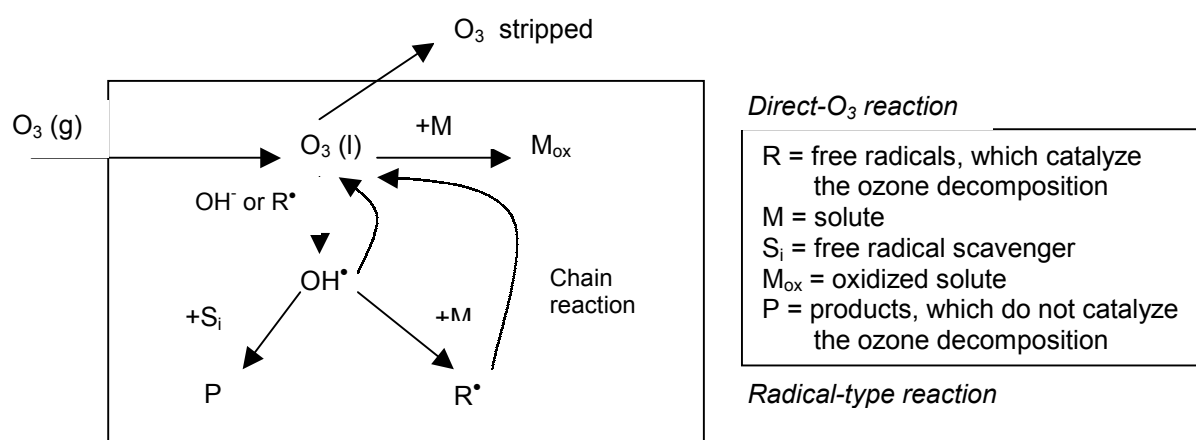 O₃ stripped
O₃ (g)
O₃ (l)
+M
Mₒₓ
OH⁻ or R•
OH•
Chain
reaction
+Sᵢ
+M
P
R•
Direct-O₃ reaction
R = free radicals, which catalyze
the ozone decomposition
M = solute
Sᵢ = free radical scavenger
Mₒₓ = oxidized solute
P = products, which do not catalyze
the ozone decomposition
Radical-type reaction